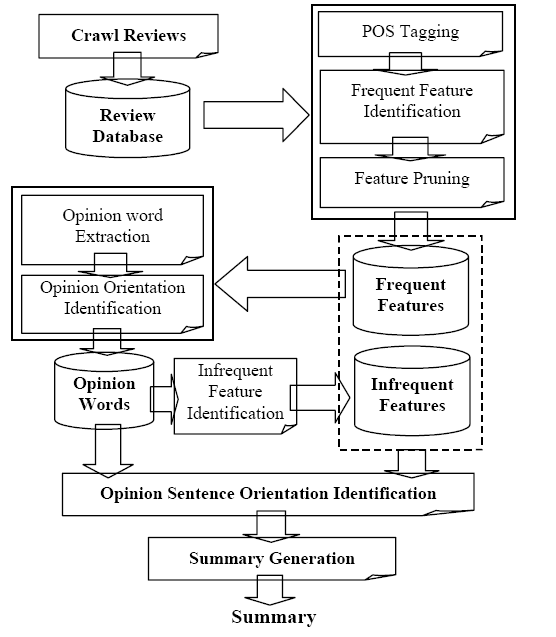 Crawl Reviews
Review
Database
POS Tagging
Frequent Feature
Identification
Feature Pruning
Opinion word
Extraction
Opinion Orientation
Identification
Frequent
Features
Opinion
Words
Infrequent
Feature
Identification
Infrequent
Features
Opinion Sentence Orientation Identification
Summary Generation
Summary